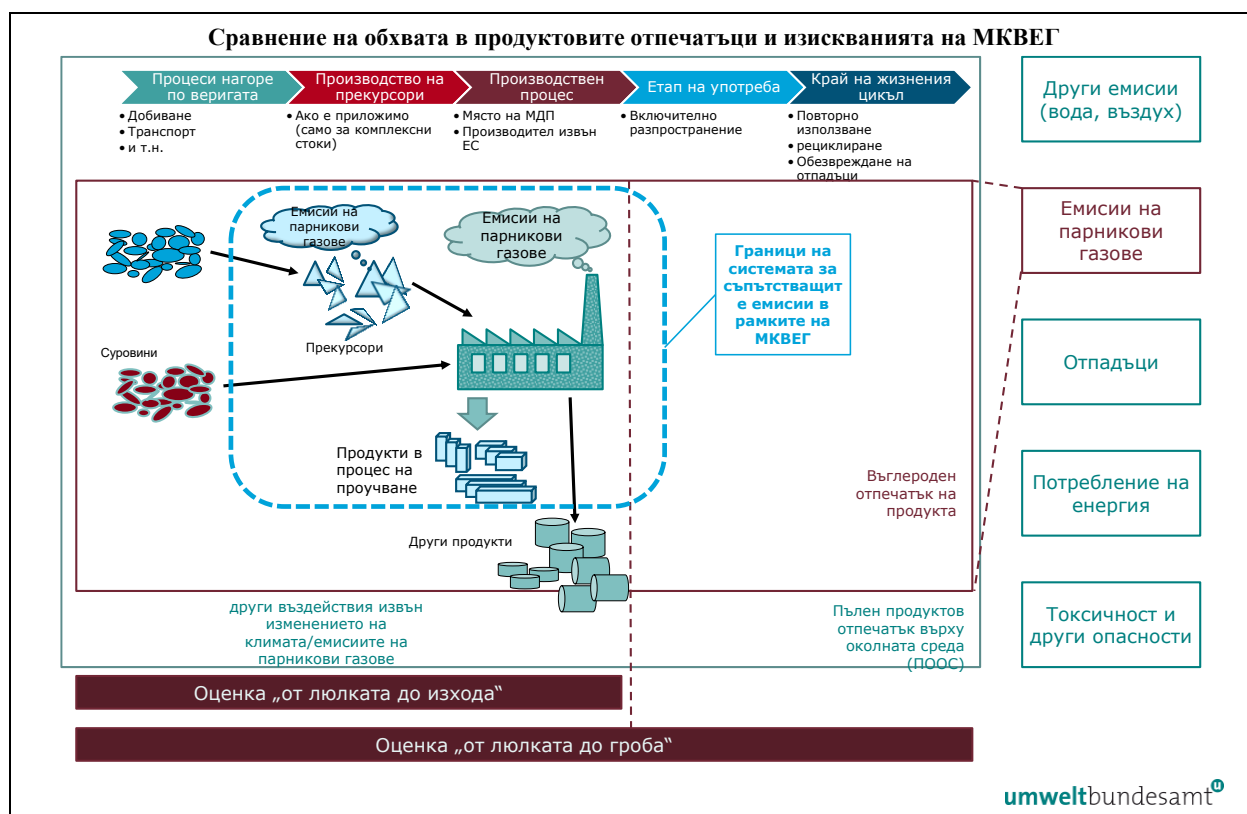 Сравнение на обхвата в продуктовите отпечатъци и изискванията на МКВЕГ
Процеси нагоре
по веригата
Производство на
прекурсори
Производствен
процес
Етап на употреба
Край на жизнения
цикъл
• Добиване
• Транспорт
• и т.н.
• Ако е приложимо
(само за комплексни
стоки)
• Място на МДП
• Производител извън
ЕС
• Включително
разпространение
• Повторно
използване
• рециклиране
• Обезвреждане на
отпадъци
Други емисии
(вода, въздух)
Емисии на
парникови
газове
Отпадъци
Потребление на
енергия
Токсичност и
други опасности
Емисии на
парникови
газове
Емисии на
парникови
газове
Граници на
системата за
съпътстващит
е емисии в
рамките на
МКВЕГ
Прекурсори
Суровини
Продукти в
процес на
проучване
Други продукти
Въглероден
отпечатък на
продукта
други въздействия извън
изменението на
климата/емисиите на
парникови газове
Пълен продуктов
отпечатък върху
околната среда
(ПООС)
Оценка „от люлката до изхода“
Оценка „от люлката до гроба“
umweltbundesamt